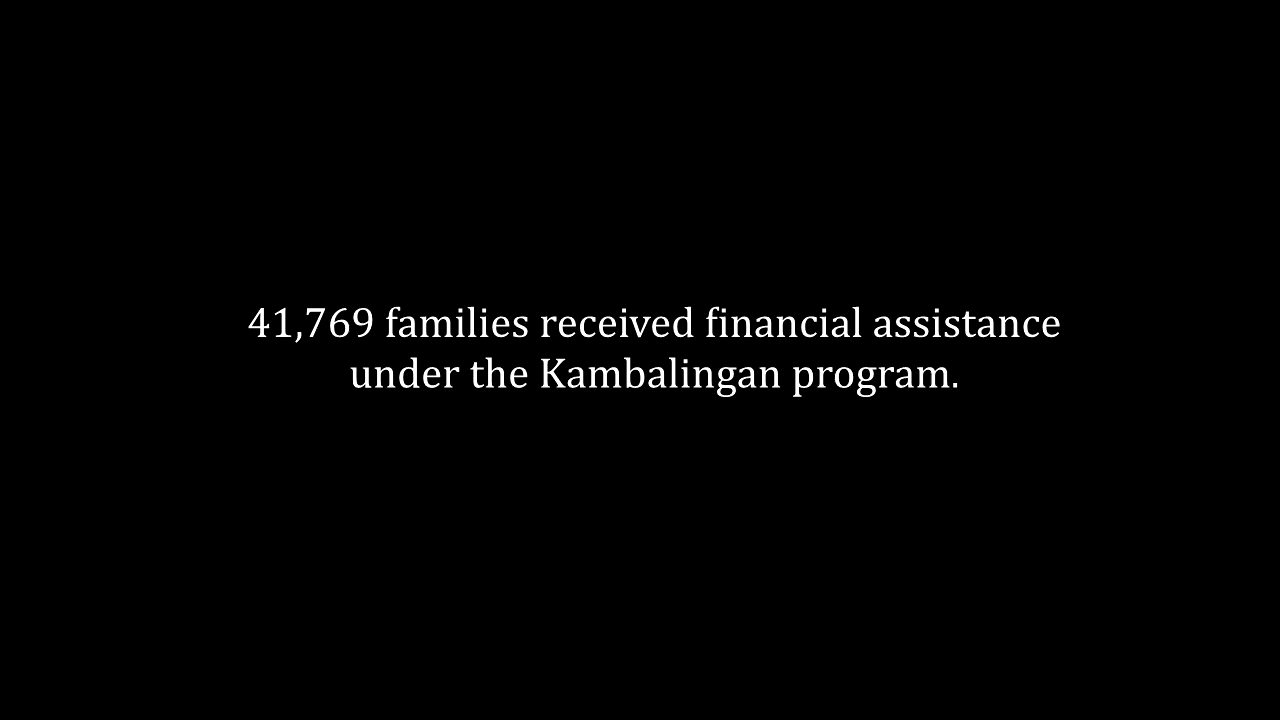 41,769 families received financial assistance
under the Kambalingan program.